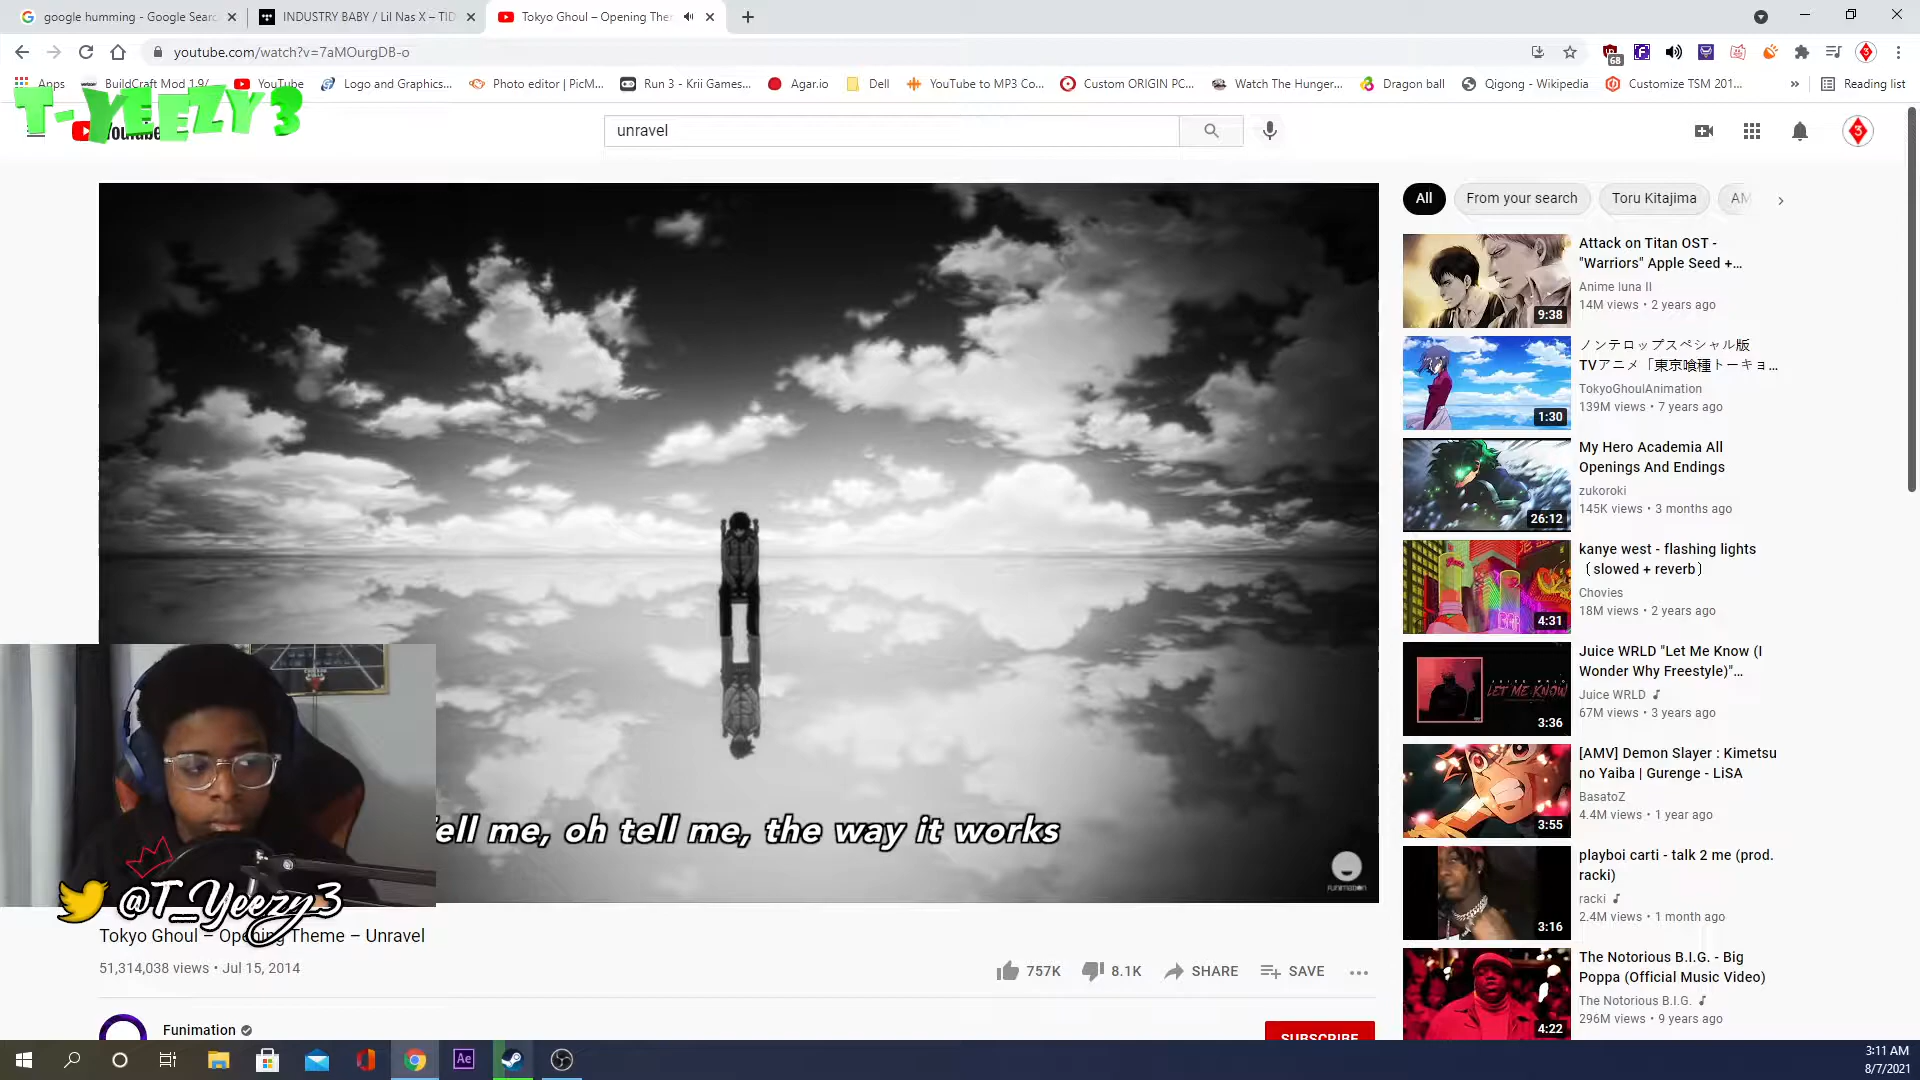 google humming - Google Searc
INDUSTRY BABY / Lil Nas X – TID
Tokyo Ghoul – Opening The
youtube.com/watch?v=7aMOurgDB-o
68
Apps
BuildCraft Mod 1.9/
YouTube
Logo and Graphics...
Photo editor | PicM...
Run 3 - Krii Games...
Agar.io
Dell
YouTube to MP3 Co...
Custom ORIGIN PC...
Watch The Hunger...
Dragon ball
Qigong - Wikipedia
Customize TSM 201...
»
Reading list
T-YEEZY 3
unravel
3
All
From your search
Toru Kitajima
AM
Attack on Titan OST -
"Warriors" Apple Seed +...
Anime luna II
14M views • 2 years ago
9:38
ノンテロップスペシャル版
TVアニメ「東京喰種トーキョ...
TokyoGhoulAnimation
139M views • 7 years ago
1:30
My Hero Academia All
Openings And Endings
zukoroki
145K views • 3 months ago
26:12
kanye west - flashing lights
〔slowed + reverb〕
Chovies
18M views • 2 years ago
4:31
Juice WRLD "Let Me Know (I
Wonder Why Freestyle)"...
Juice WRLD
67M views • 3 years ago
LET ME KNOW
3:36
[AMV] Demon Slayer : Kimetsu
no Yaiba | Gurenge - LiSA
BasatoZ
4.4M views • 1 year ago
3:55
playboi carti - talk 2 me (prod.
racki)
racki
2.4M views • 1 month ago
3:16
The Notorious B.I.G. - Big
Poppa (Official Music Video)
The Notorious B.I.G.
296M views • 9 years ago
4:22
ell me, oh tell me, the way it works
FUNIMATION
@T_Yeezy3
Tokyo Ghoul – Opening Theme – Unravel
51,314,038 views • Jul 15, 2014
757K
8.1K
SHARE
SAVE
Funimation
SUBSCRIBE
Ae
3:11 AM
8/7/2021